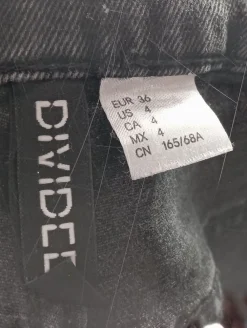 DIVIDED
EUR 36
US 4
CA 4
MX 4
CN 165/68A